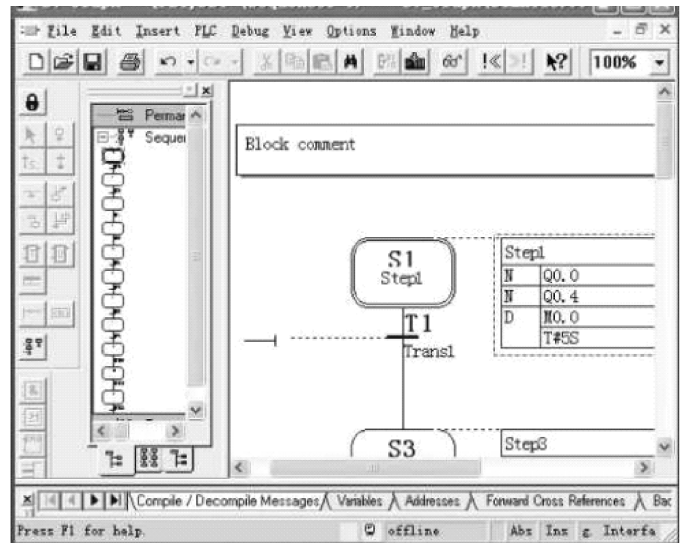 File Edit Insert PLC Debug View Options Window Help
100%
Permar
Sequer
Block comment
S1
Step1
T1
Trans1
S3
Step1
N Q0.0
N Q0.4
D M0.0
T#5S
Step3
Compile / Decompile Messages Variables Addresses Forward Cross References Bac
Press F1 for help. offline Abs Ins Interfa